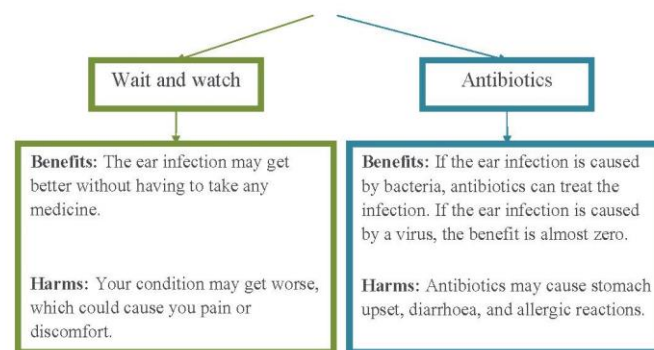 Wait and watch
Antibiotics
Benefits: The ear infection may get
better without having to take any
medicine.
Harms: Your condition may get worse,
which could cause you pain or
discomfort.
Benefits: If the ear infection is caused
by bacteria, antibiotics can treat the
infection. If the ear infection is caused
by a virus, the benefit is almost zero.
Harms: Antibiotics may cause stomach
upset, diarrhoea, and allergic reactions.